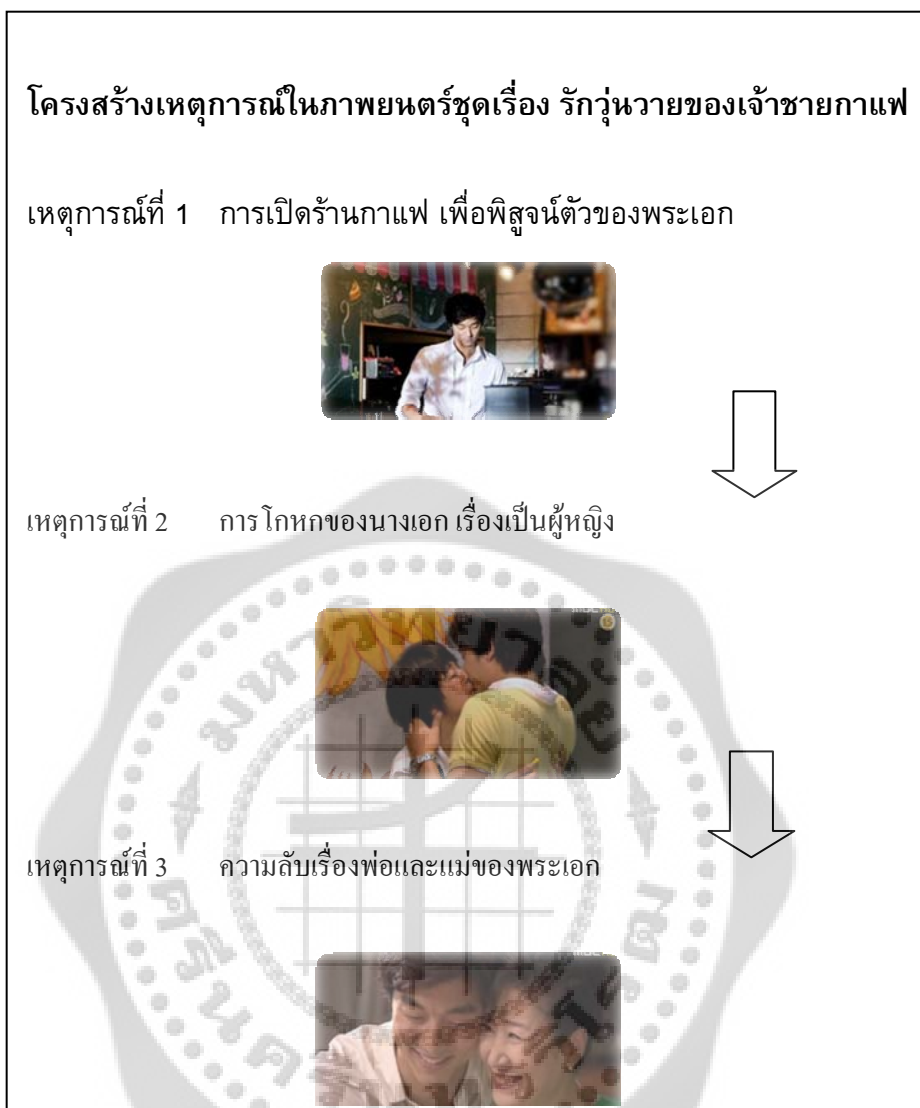 โครงสร้างเหตุการณ์ในภาพยนตร์ชุดเรื่อง รักวุ่นวายของเจ้าชายกาแฟ
เหตุการณ์ที่ 1 การเปิดร้านกาแฟ เพื่อพิสูจน์ตัวของพระเอก
เหตุการณ์ที่ 2 การโกหกของนางเอก เรื่องเป็นผู้หญิง
เหตุการณ์ที่ 3 ความลับเรื่องพ่อและแม่ของพระเอก